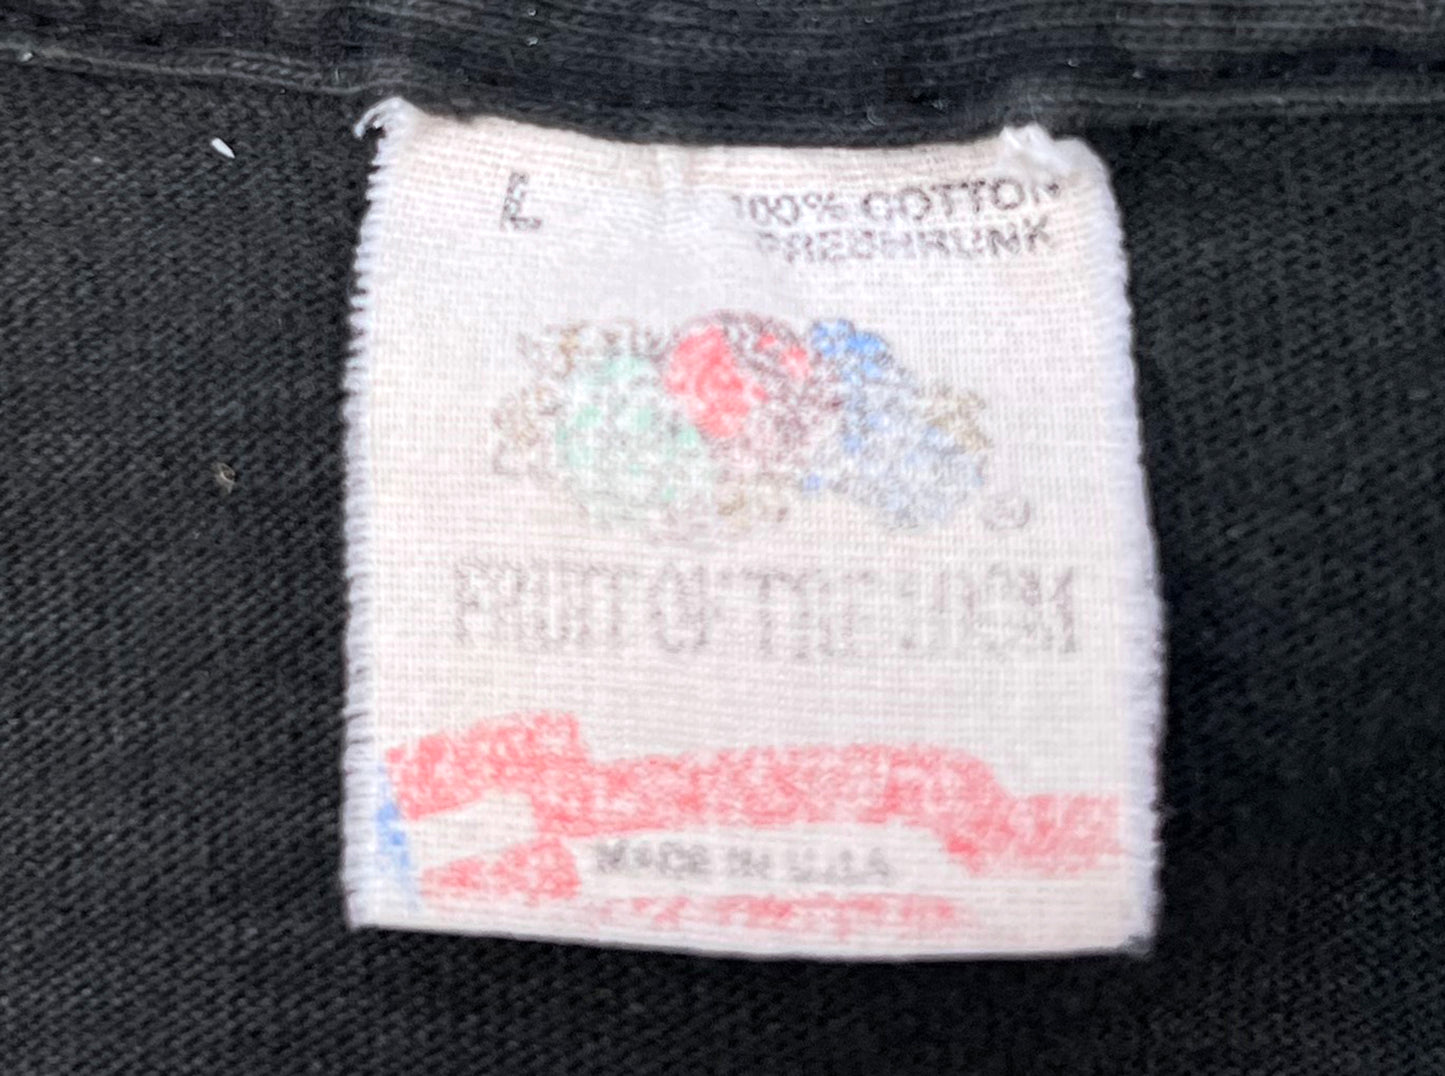 L
100% COTTON
PRESHRUNK
®
FRUIT OF THE LOOM
MADE IN U.S.A